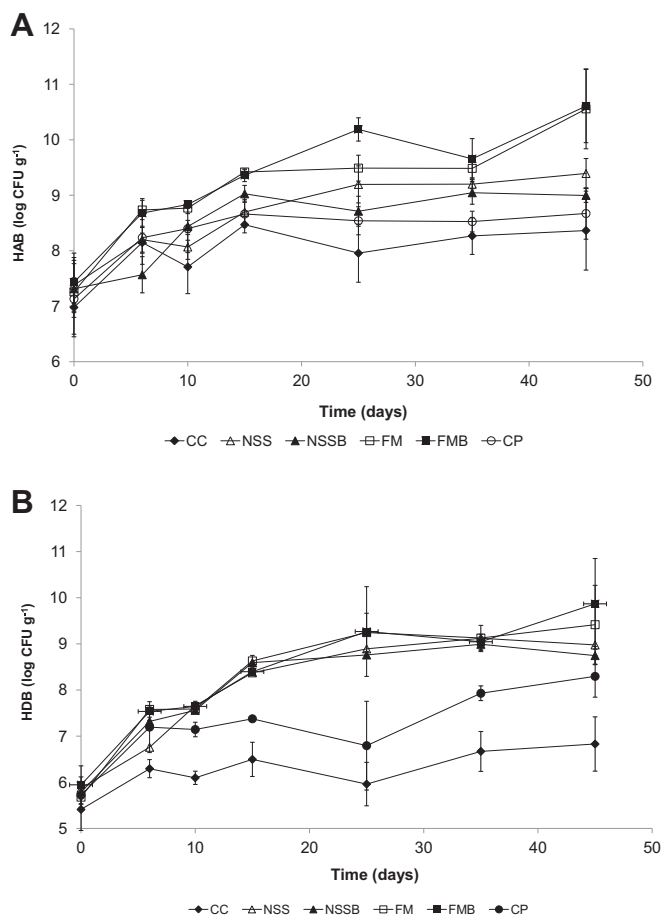 A
12
11
10
9
8
7
6
HAB (log CFU g-1)
0 10 20 30 40 50
Time (days)
CC NSS NSSB FM FMB CP
B
12
11
10
9
8
7
6
5
HDB (log CFU g-1)
0 10 20 30 40 50
Time (days)
CC NSS NSSB FM FMB CP